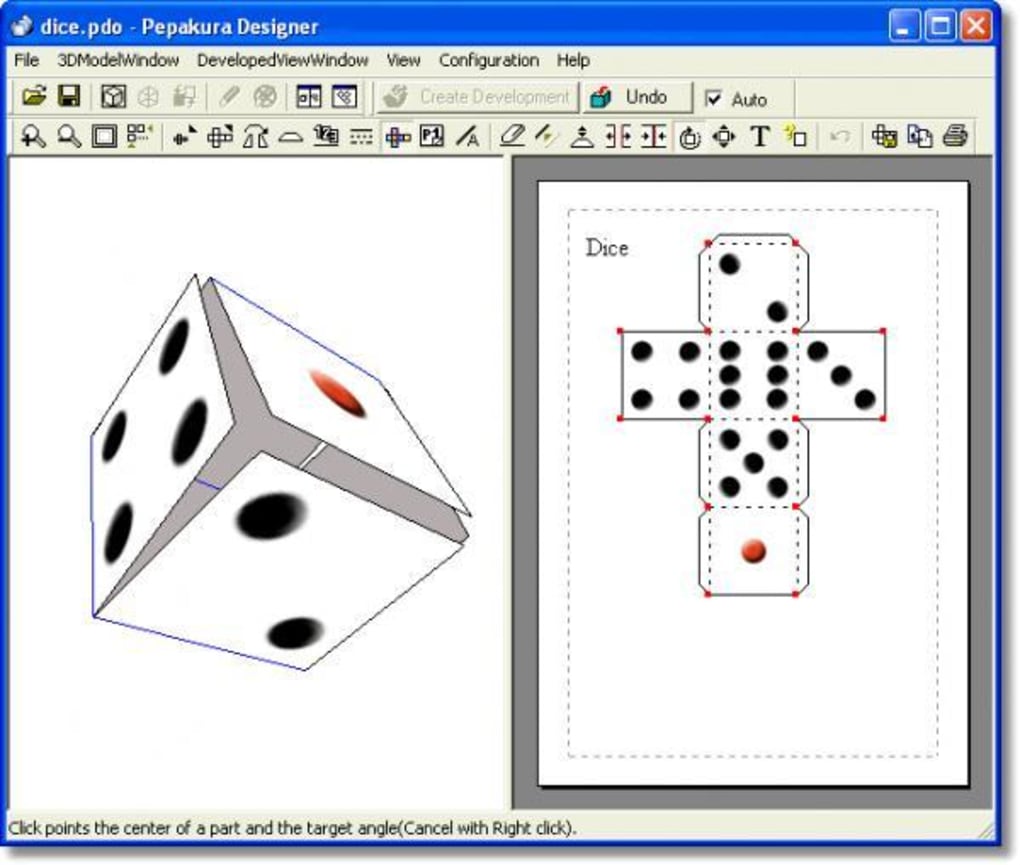 dice.pdo - Pepakura Designer
File 3DModelWindow DevelopedViewWindow View Configuration Help
Create Development Undo Auto
P1 A T
Dice
Click points the center of a part and the target angle(Cancel with Right click).